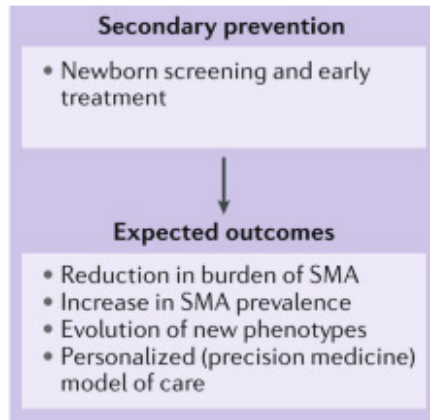 Secondary prevention
• Newborn screening and early
treatment
Expected outcomes
• Reduction in burden of SMA
• Increase in SMA prevalence
• Evolution of new phenotypes
• Personalized (precision medicine)
model of care